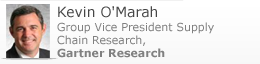 Kevin O'Marah
Group Vice President Supply
Chain Research,
Gartner Research